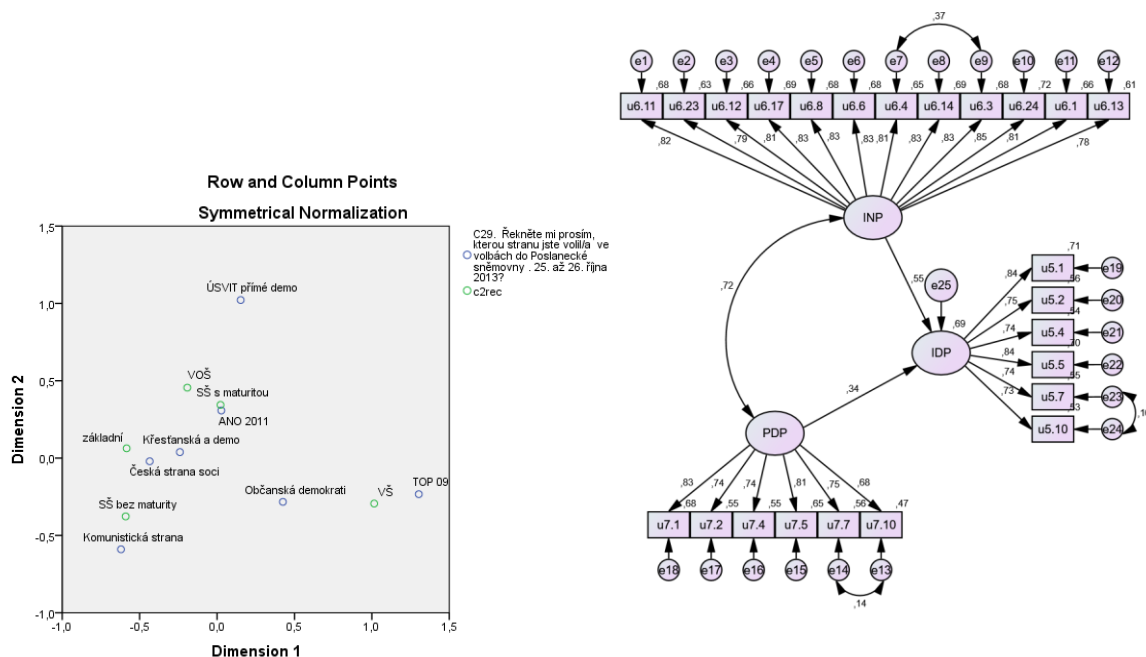 Row and Column Points
Symmetrical Normalization
1,5
1,0
0,5
0,0
-0,5
-1,0
Dimension 2
ÚSVIT přímé demo
VOŠ
SŠ s maturitou
ANO 2011
základní
Křesťanská a demo
Česká strana soci
Občanská demokrati
VŠ
TOP 09
SŠ bez maturity
Komunistická strana
-1,0 -0,5 0,0 0,5 1,0 1,5
Dimension 1
C29. Řekněte mi prosím,
kterou stranu jste volil/a ve
volbách do Poslanecké
sněmovny . 25. až 26. října
2013?
c2rec
,37
e1 e2 e3 e4 e5 e6 e7 e8 e9 e10 e11 e12
,68 ,63 ,66 ,69 ,68 ,68 ,65 ,69 ,68 ,72 ,66 ,61
u6.11 u6.23 u6.12 u6.17 u6.8 u6.6 u6.4 u6.14 u6.3 u6.24 u6.1 u6.13
,82 ,79 ,81 ,83 ,83 ,83 ,81 ,83 ,83 ,85 ,81 ,78
INP
,72
,55
e25
,69
IDP
,34
,71
u5.1 e19
,84
,56
u5.2 e20
,75
,54
u5.4 e21
,74
,70
u5.5 e22
,84
,55
u5.7 e23
,74
,53
u5.10 e24
,73
PDP
,83 ,74 ,74 ,81 ,75 ,68
,68 ,55 ,55 ,65 ,56 ,47
u7.1 u7.2 u7.4 u7.5 u7.7 u7.10
e18 e17 e16 e15 e14 e13
,14